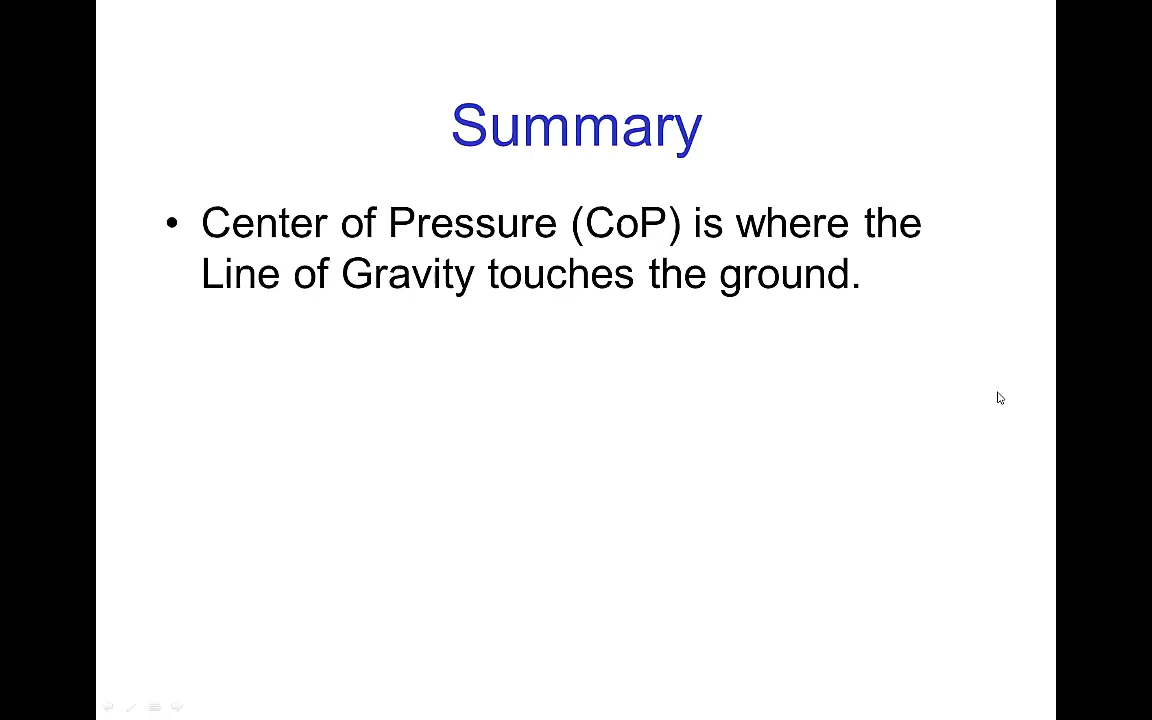 Summary
• Center of Pressure (CoP) is where the
Line of Gravity touches the ground.